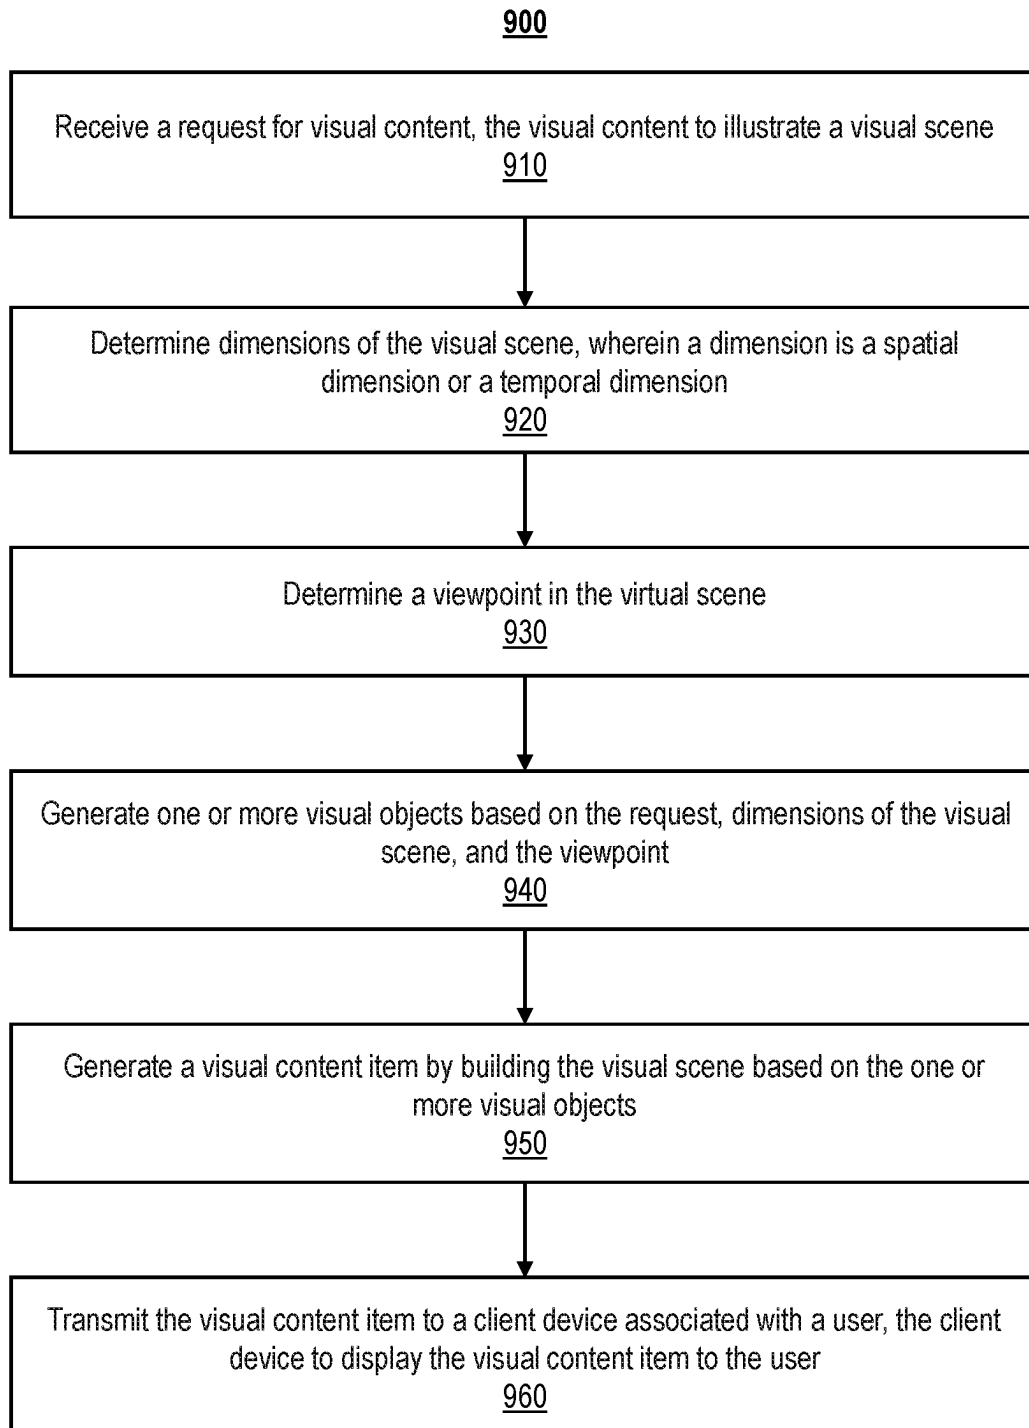 900
Receive a request for visual content, the visual content to illustrate a visual scene
910
Determine dimensions of the visual scene, wherein a dimension is a spatial
dimension or a temporal dimension
920
Determine a viewpoint in the virtual scene
930
Generate one or more visual objects based on the request, dimensions of the visual
scene, and the viewpoint
940
Generate a visual content item by building the visual scene based on the one or
more visual objects
950
Transmit the visual content item to a client device associated with a user, the client
device to display the visual content item to the user
960